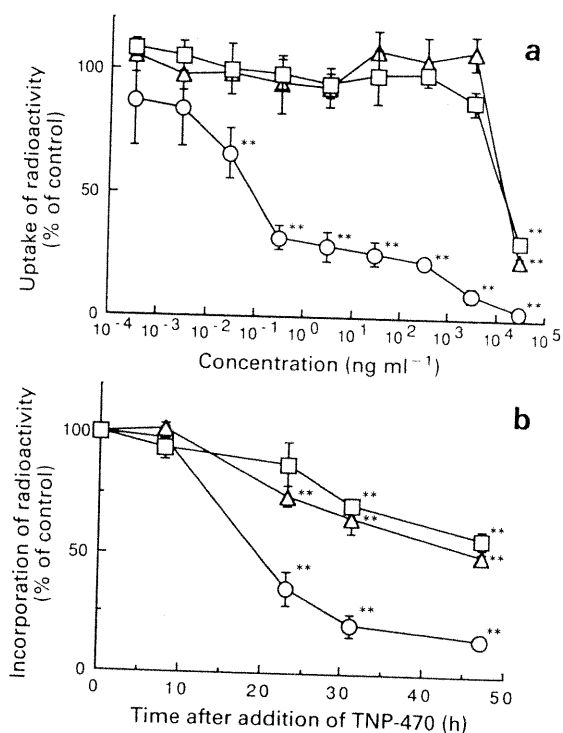 a
Uptake of radioactivity
(% of control)
100
50
0
**
**
**
**
**
**
**
**
**
**
10⁻⁴ 10⁻³ 10⁻² 10⁻¹ 10⁰ 10¹ 10² 10³ 10⁴ 10⁵
Concentration (ng ml⁻¹)
b
Incorporation of radioactivity
(% of control)
100
50
0
**
**
**
**
**
**
**
**
0 10 20 30 40 50
Time after addition of TNP-470 (h)